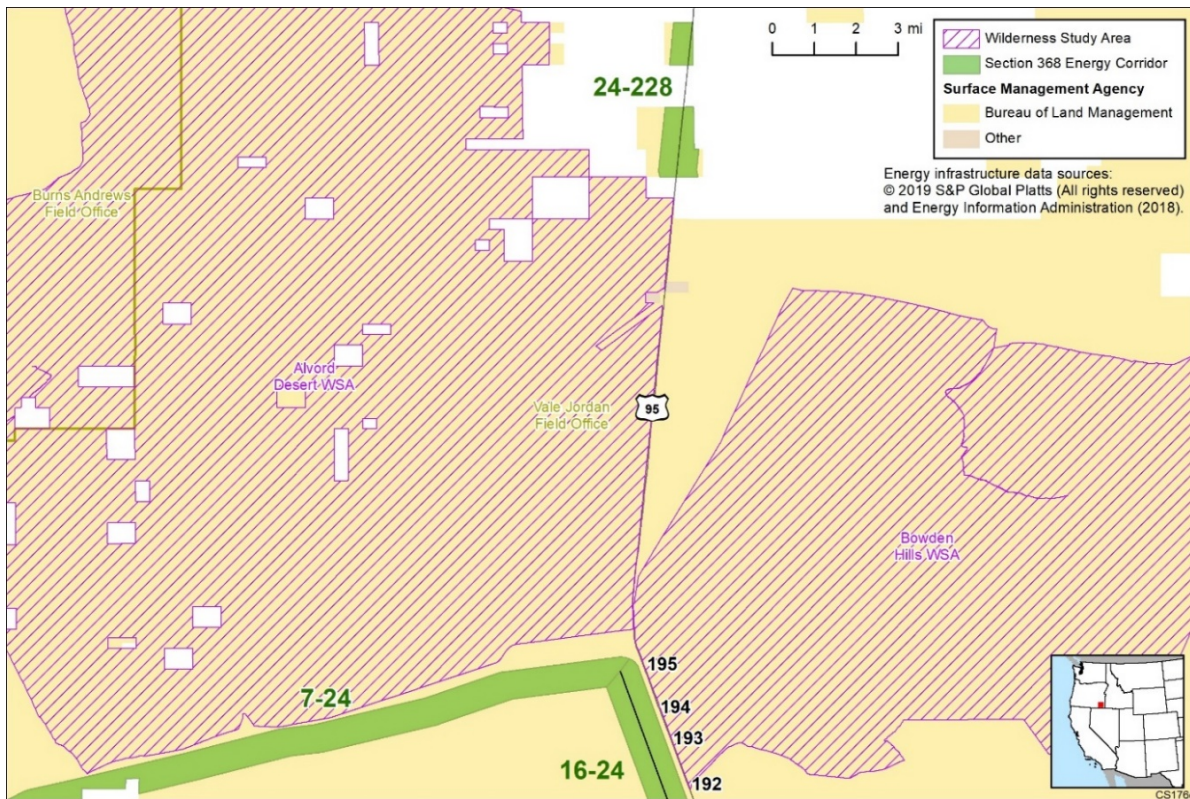 0 1 2 3 mi
Wilderness Study Area
Section 368 Energy Corridor
Surface Management Agency
Bureau of Land Management
Other
24-228
Energy infrastructure data sources:
© 2019 S&P Global Platts (All rights reserved)
and Energy Information Administration (2018).
Burns Andrews
Field Office
Alvord
Desert WSA
Vale Jordan
Field Office
95
Bowden
Hills WSA
195
7-24
194
193
16-24
192